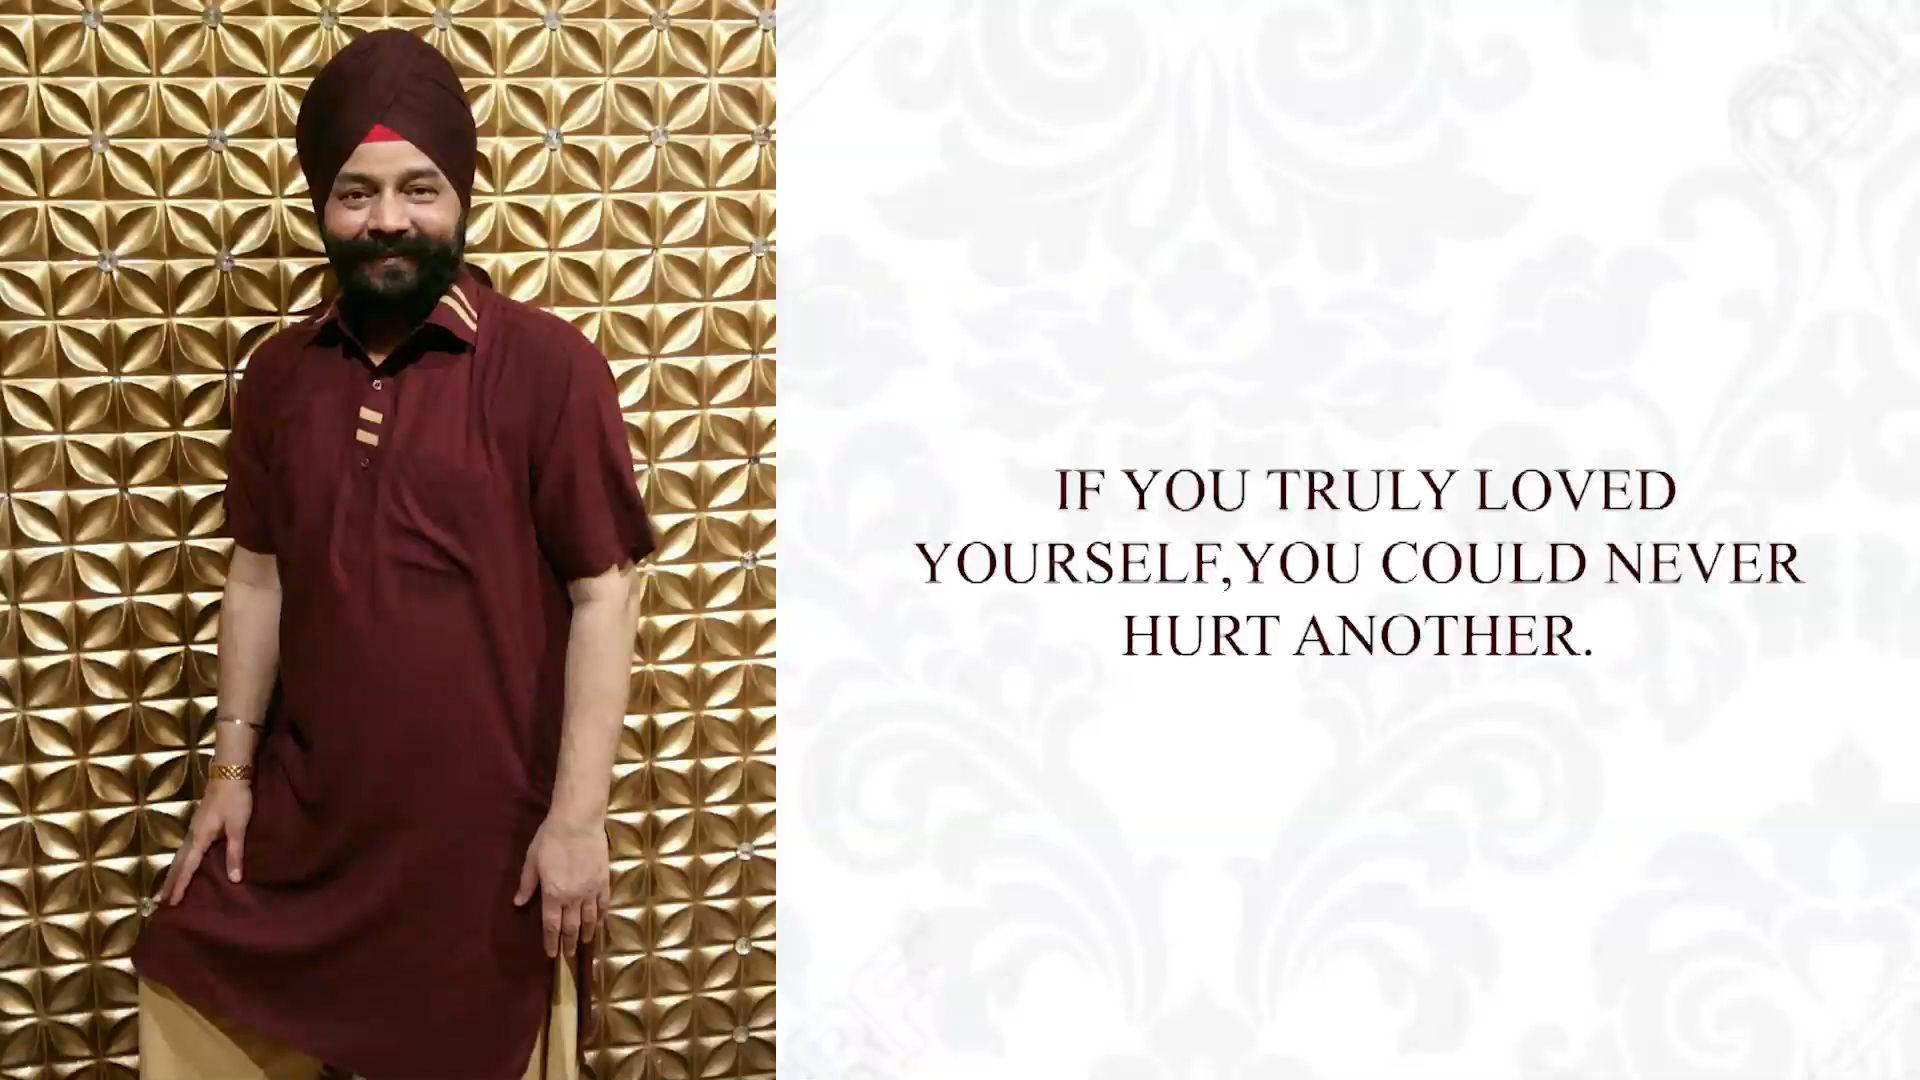 IF YOU TRULY LOVED
YOURSELF,YOU COULD NEVER
HURT ANOTHER.